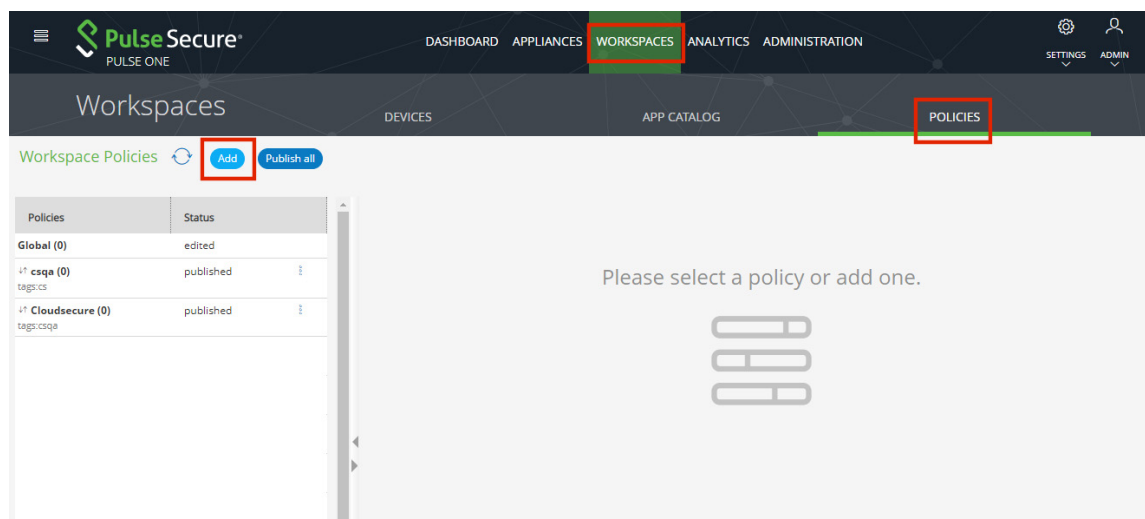 Pulse Secure®
PULSE ONE
DASHBOARD APPLIANCES WORKSPACES ANALYTICS ADMINISTRATION
SETTINGS ADMIN
Workspaces
DEVICES APP CATALOG POLICIES
Workspace Policies Add Publish all
Policies Status
Global (0) edited
csqa (0) published
tags:cs
Cloudsecure (0) published
tags:csqa
Please select a policy or add one.